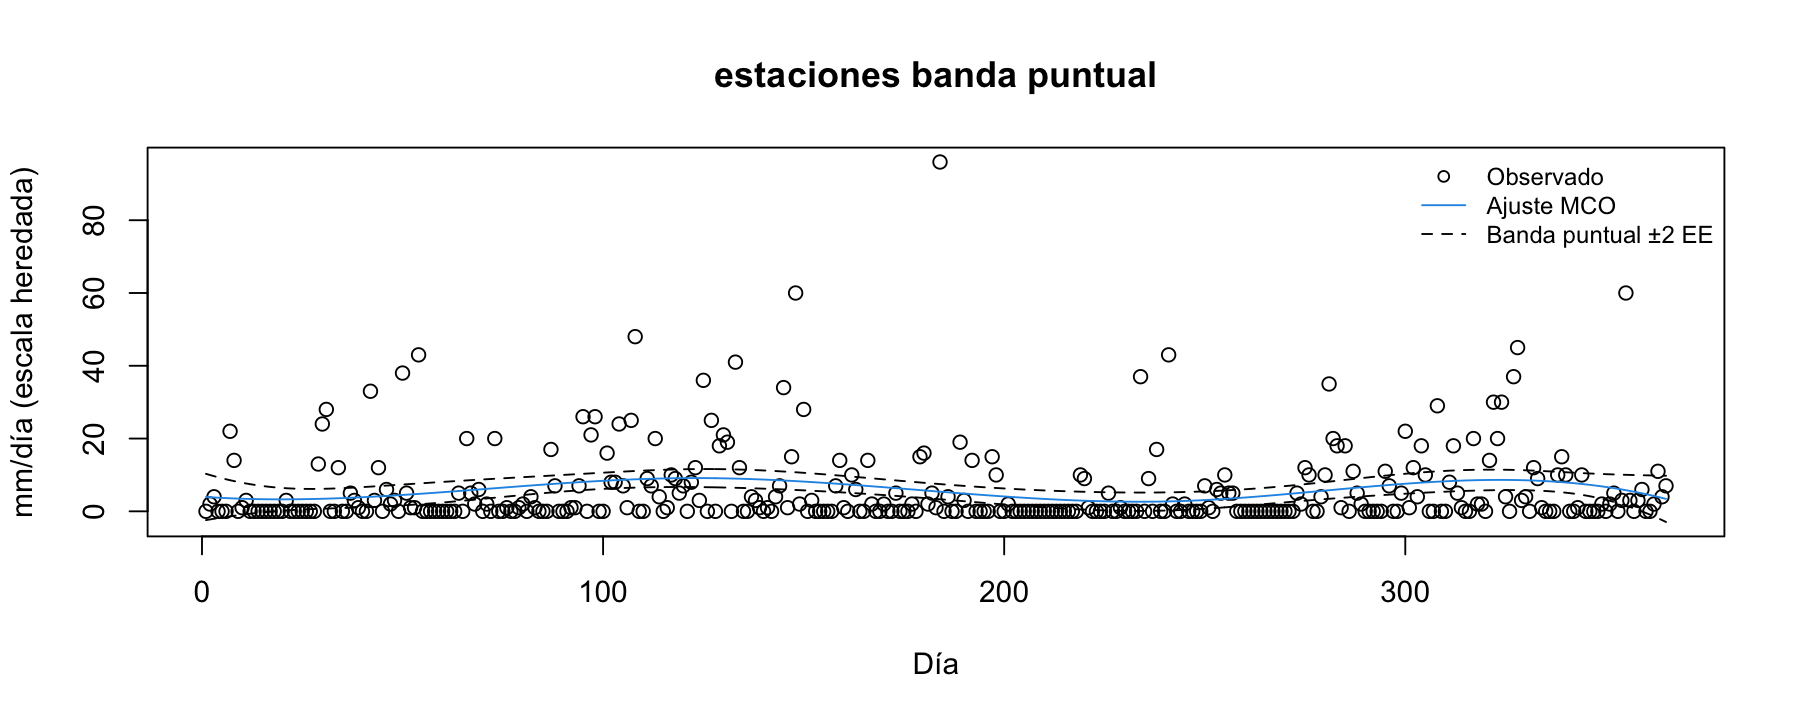 estaciones banda puntual
mm/día (escala heredada)
80
60
40
20
0
Observado
Ajuste MCO
Banda puntual ±2 EE
0 100 200 300
Día